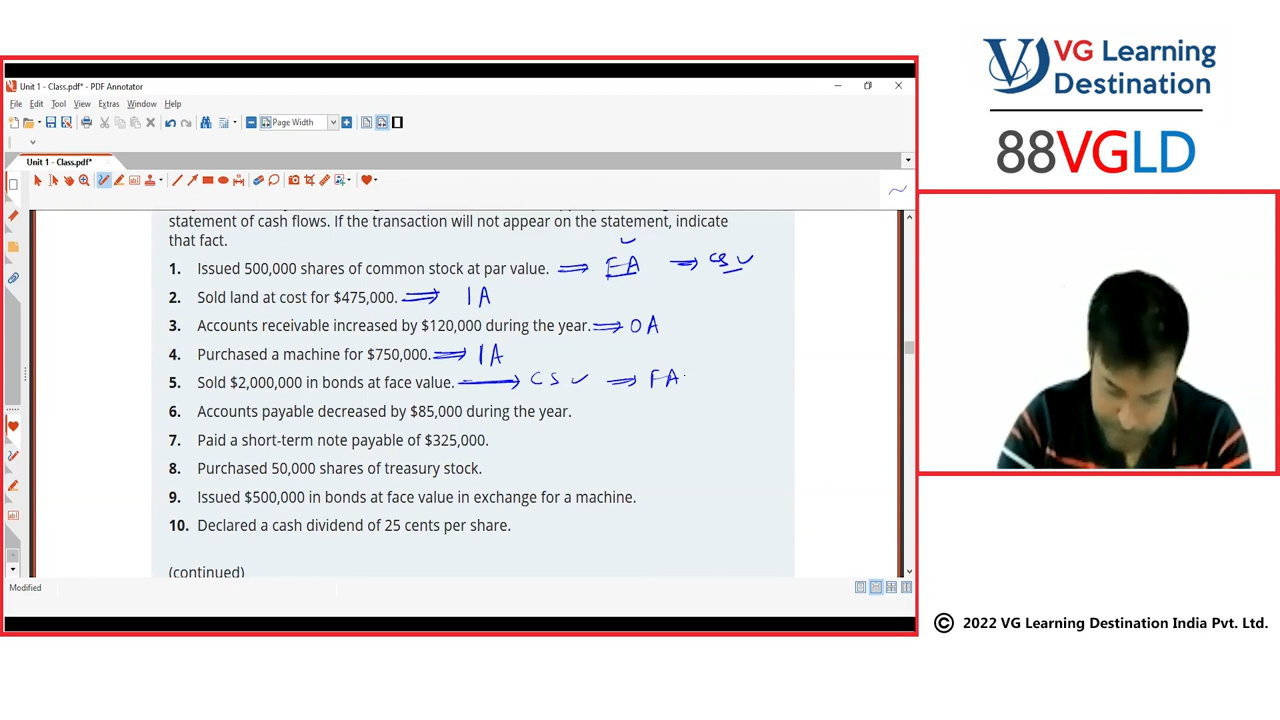 Unit 1 - Class.pdf* - PDF Annotator
File Edit Tool View Extras Annotations Window Help
Page Width
Unit 1 - Class.pdf*
statement of cash flows. If the transaction will not appear on the statement, indicate
that fact.
1. Issued 500,000 shares of common stock at par value. ⇒ FA → CS ✓
2. Sold land at cost for $475,000. ⇒ IA
3. Accounts receivable increased by $120,000 during the year. ⇒ OA
4. Purchased a machine for $750,000. ⇒ IA
5. Sold $2,000,000 in bonds at face value. → CS ✓ ⇒ FA
6. Accounts payable decreased by $85,000 during the year.
7. Paid a short-term note payable of $325,000.
8. Purchased 50,000 shares of treasury stock.
9. Issued $500,000 in bonds at face value in exchange for a machine.
10. Declared a cash dividend of 25 cents per share.
(continued)
Modified
VG Learning
Destination
88VGLD
© 2022 VG Learning Destination India Pvt. Ltd.